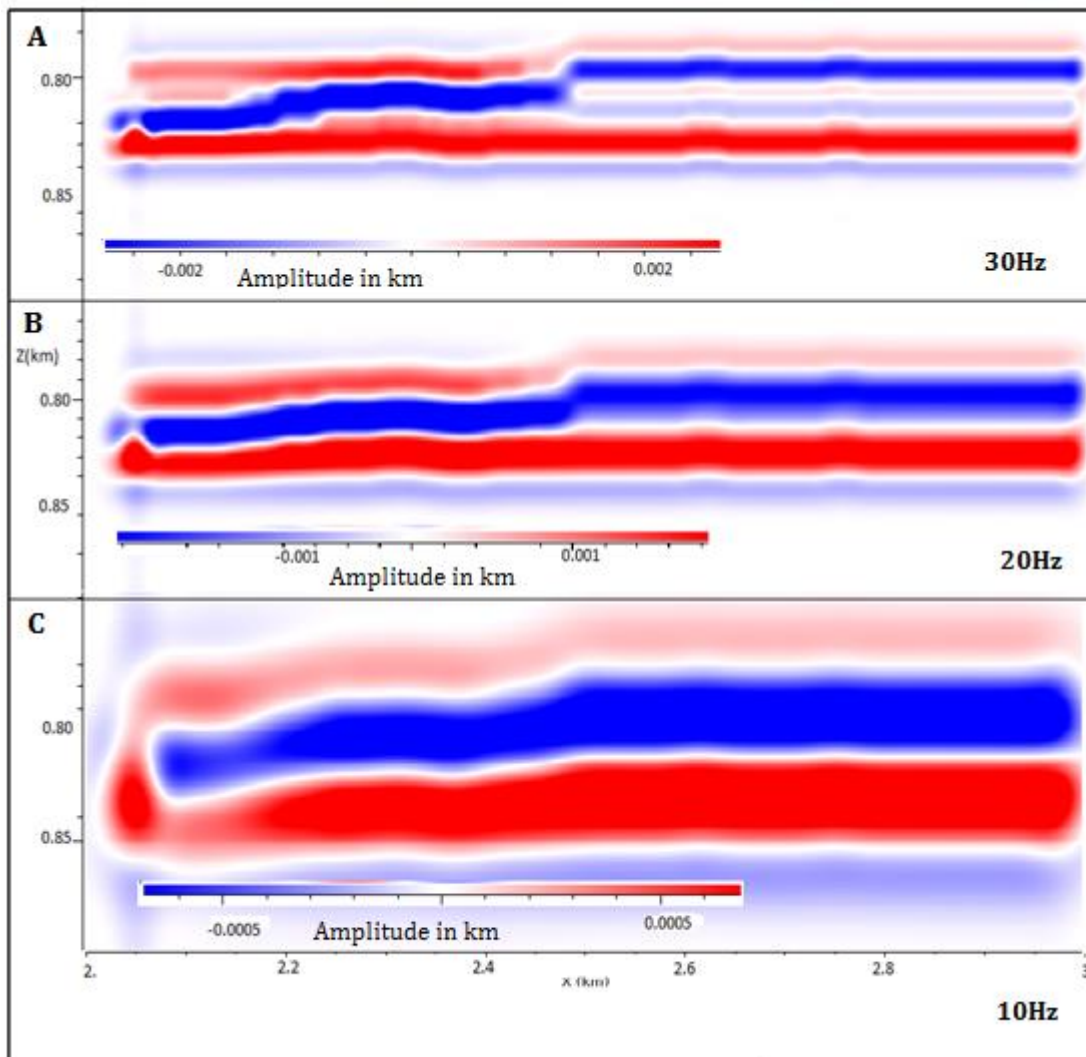 A
0.80
0.85
-0.002
0.002
Amplitude in km
30Hz
B
Z(km)
0.80
0.85
-0.001
0.001
Amplitude in km
20Hz
C
0.80
0.85
-0.0005
0.0005
Amplitude in km
2. 2.2 2.4 2.6 2.8 3
X (km)
10Hz